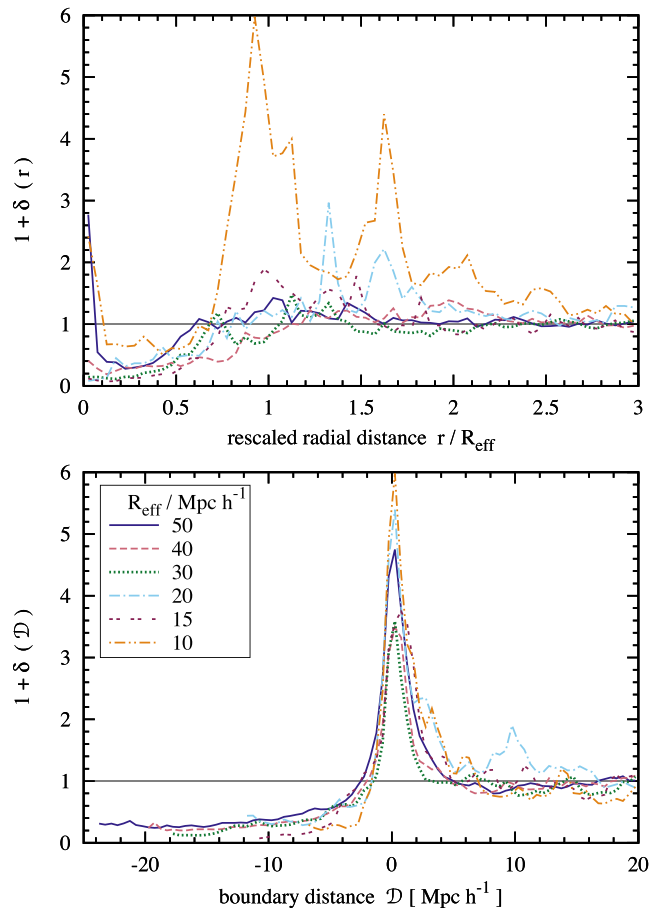 6
5
4
3
2
1
0
1 + δ ( r )
0 0.5 1 1.5 2 2.5 3
rescaled radial distance r / R_eff
6
5
4
3
2
1
0
1 + δ ( 𝒟 )
R_eff / Mpc h⁻¹
50
40
30
20
15
10
-20 -10 0 10 20
boundary distance 𝒟 [ Mpc h⁻¹ ]